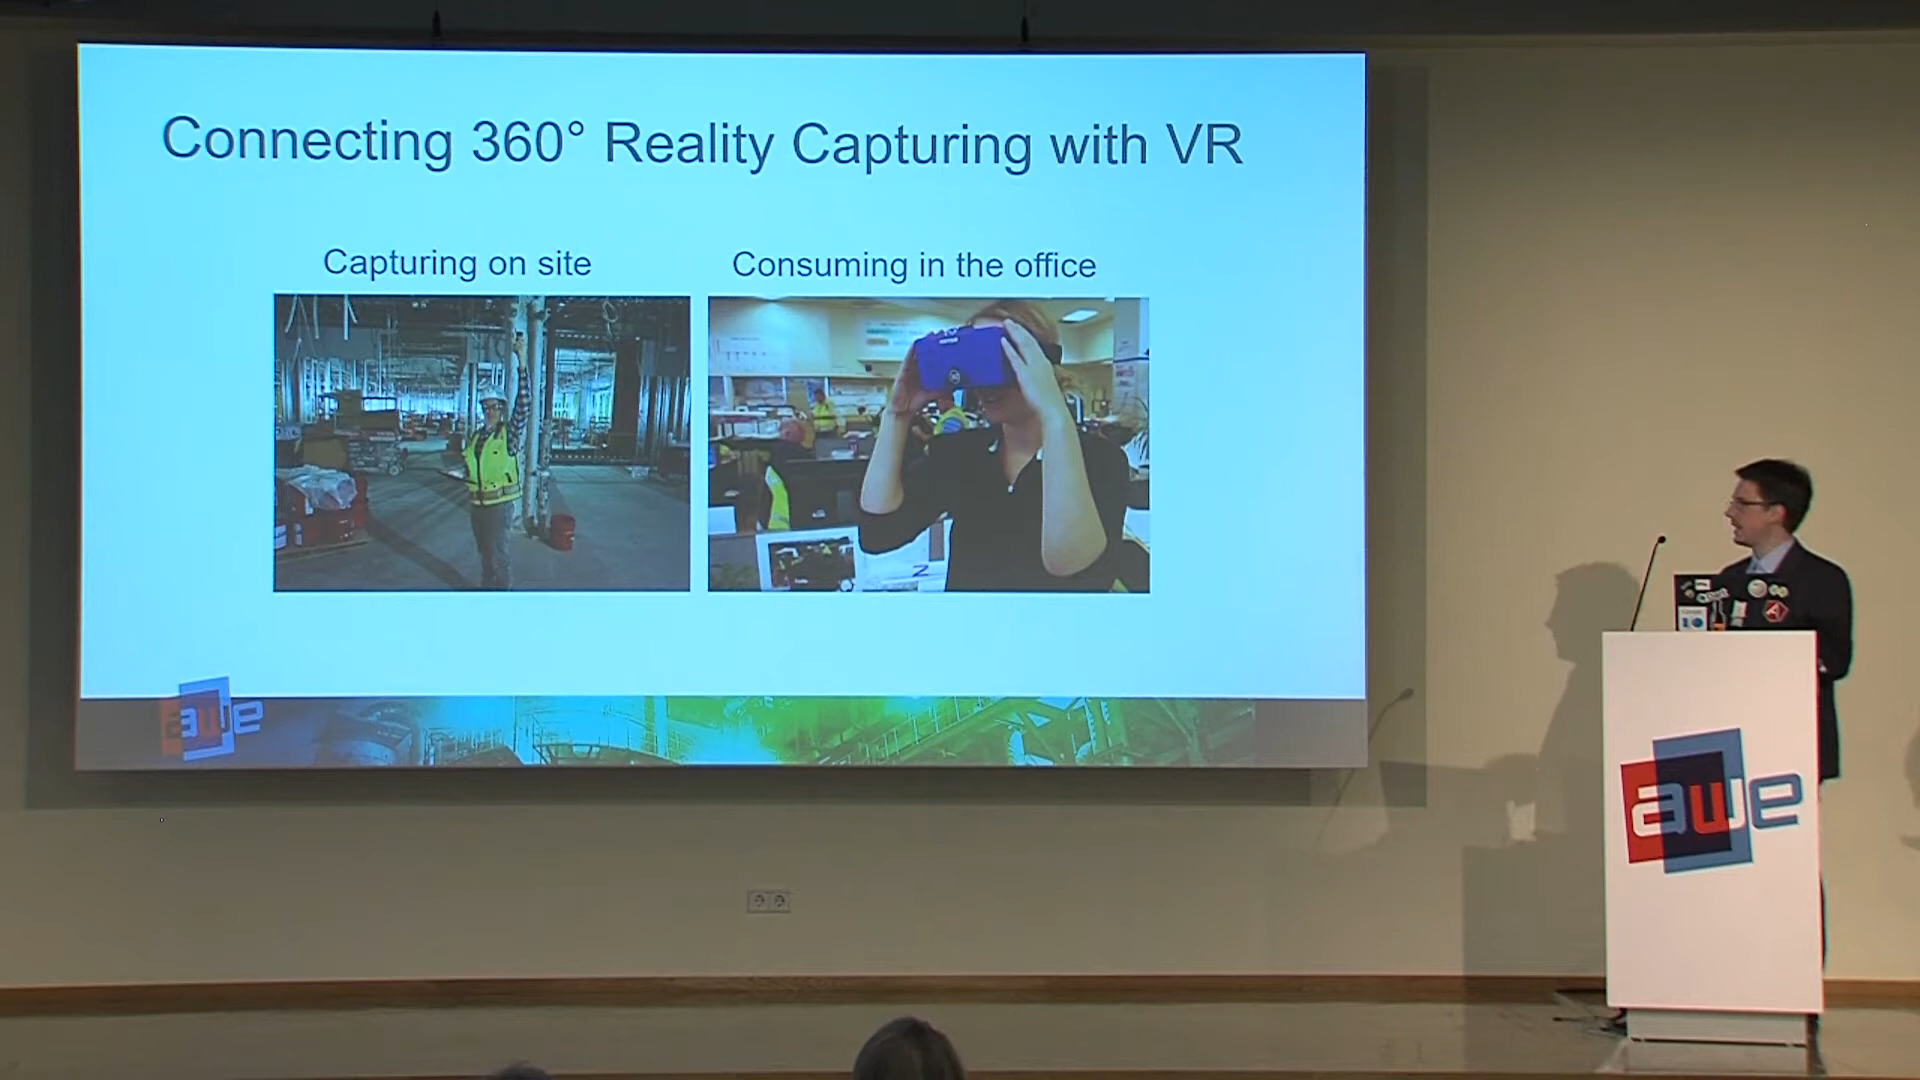 Connecting 360° Reality Capturing with VR
Capturing on site
Consuming in the office
awe
awe